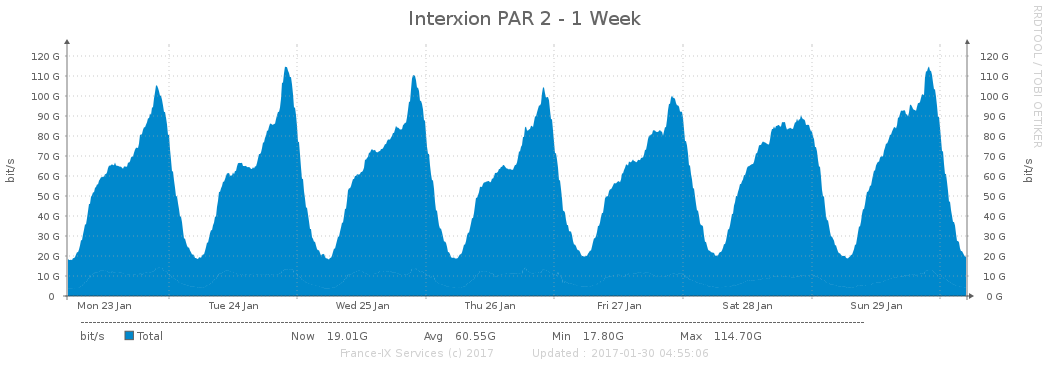 Interxion PAR 2 - 1 Week
RRDTOOL / TOBI OETIKER
bit/s
120 G 120 G
110 G 110 G
100 G 100 G
90 G 90 G
80 G 80 G
70 G 70 G
60 G 60 G
50 G 50 G
40 G 40 G
30 G 30 G
20 G 20 G
10 G 10 G
0 0 G
bit/s
Mon 23 Jan Tue 24 Jan Wed 25 Jan Thu 26 Jan Fri 27 Jan Sat 28 Jan Sun 29 Jan
bit/s Total Now 19.01G Avg 60.55G Min 17.80G Max 114.70G
France-IX Services (c) 2017 Updated : 2017-01-30 04:55:06